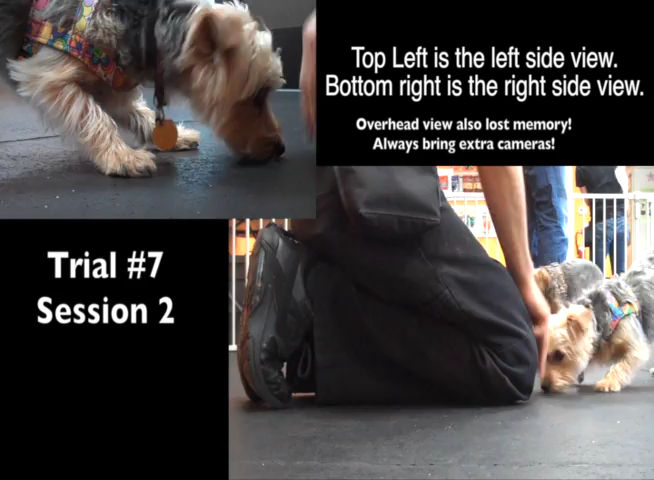 Top Left is the left side view.
Bottom right is the right side view.
Overhead view also lost memory!
Always bring extra cameras!
Trial #7
Session 2